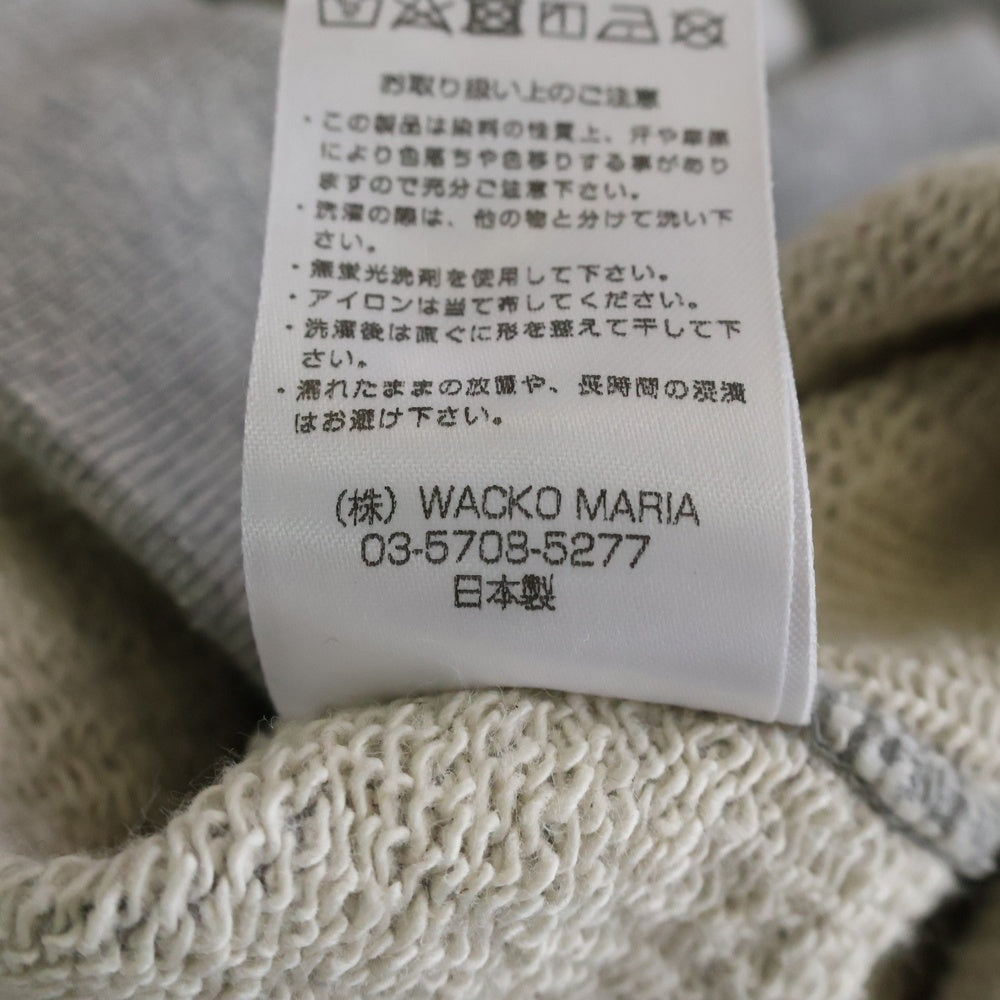 お取り扱い上のご注意
・この製品は染料の性質上、汗や摩擦
により色落ちや色移りする事があり
ますので充分ご注意下さい。
・洗濯の際は、他の物と分けて洗い下
さい。
・無蛍光洗剤を使用して下さい。
・アイロンは当て布してください。
・洗濯後は直ぐに形を整えて干して下
さい。
・濡れたままの放置や、長時間の浸漬
はお避け下さい。
(株) WACKO MARIA
03-5708-5277
日本製